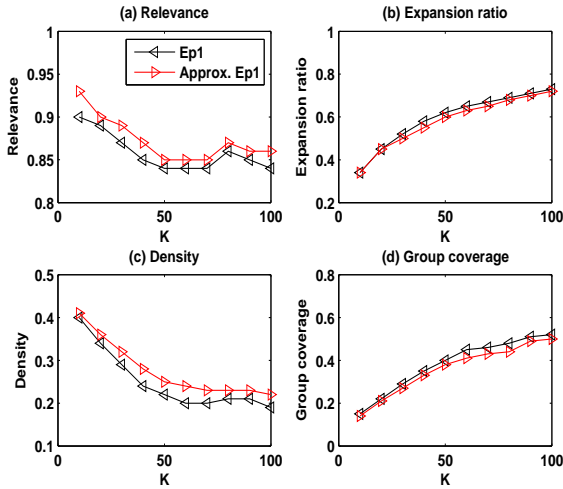 (a) Relevance
1
0.95
0.9
0.85
0.8
Relevance
0
50
100
K
Ep1
Approx. Ep1
(b) Expansion ratio
1
0.8
0.6
0.4
0.2
Expansion ratio
0
50
100
K
(c) Density
0.5
0.4
0.3
0.2
0.1
Density
0
50
100
K
(d) Group coverage
0.8
0.6
0.4
0.2
0
Group coverage
0
50
100
K